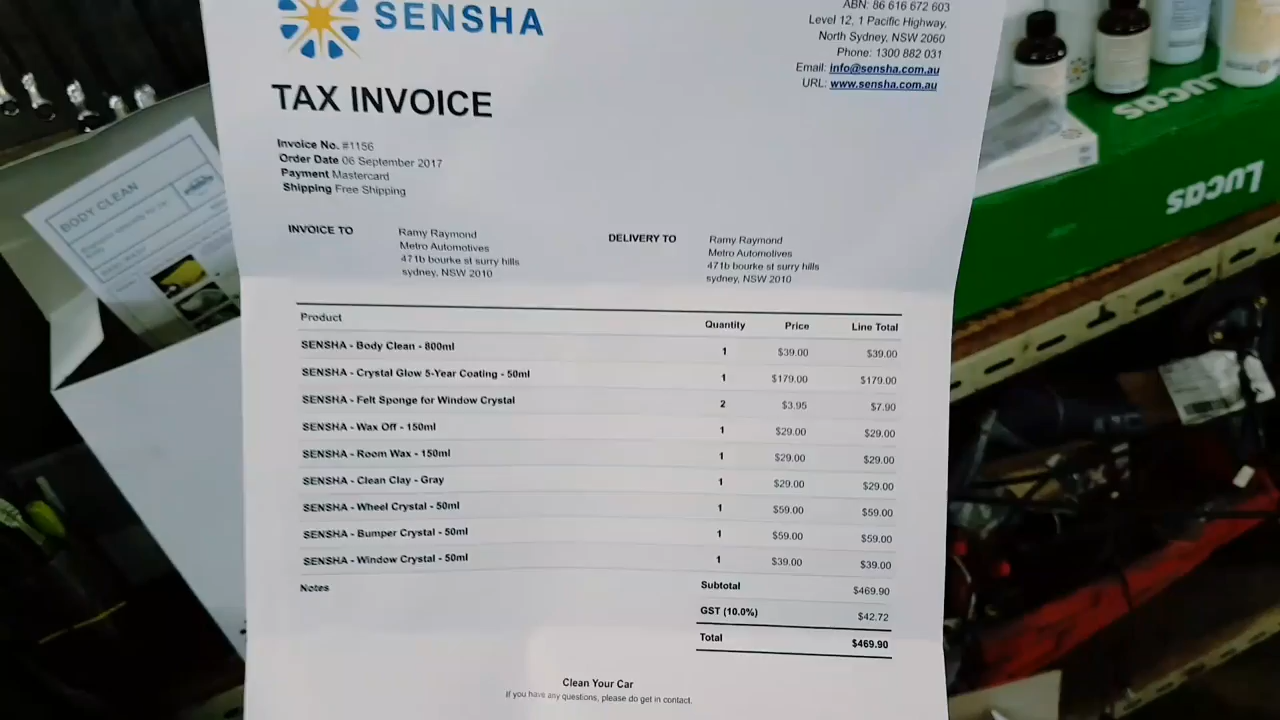 SENSHA
ABN: 86 616 672 603
Level 12, 1 Pacific Highway,
North Sydney, NSW 2060
Phone: 1300 882 031
Email: info@sensha.com.au
URL: www.sensha.com.au
TAX INVOICE
Invoice No. #1156
Order Date 06 September 2017
Payment Mastercard
Shipping Free Shipping
INVOICE TO
Ramy Raymond
Metro Automotives
471b bourke st surry hills
sydney, NSW 2010
DELIVERY TO
Ramy Raymond
Metro Automotives
471b bourke st surry hills
sydney, NSW 2010
Product Quantity Price Line Total
SENSHA - Body Clean - 800ml 1 $39.00 $39.00
SENSHA - Crystal Glow 5-Year Coating - 50ml 1 $179.00 $179.00
SENSHA - Felt Sponge for Window Crystal 2 $3.95 $7.90
SENSHA - Wax Off - 150ml 1 $29.00 $29.00
SENSHA - Room Wax - 150ml 1 $29.00 $29.00
SENSHA - Clean Clay - Gray 1 $29.00 $29.00
SENSHA - Wheel Crystal - 50ml 1 $59.00 $59.00
SENSHA - Bumper Crystal - 50ml 1 $59.00 $59.00
SENSHA - Window Crystal - 50ml 1 $39.00 $39.00
Notes
Subtotal $469.90
GST (10.0%) $42.72
Total $469.90
Clean Your Car
If you have any questions, please do get in contact.
BODY CLEAN
LUCAS
LUCAS